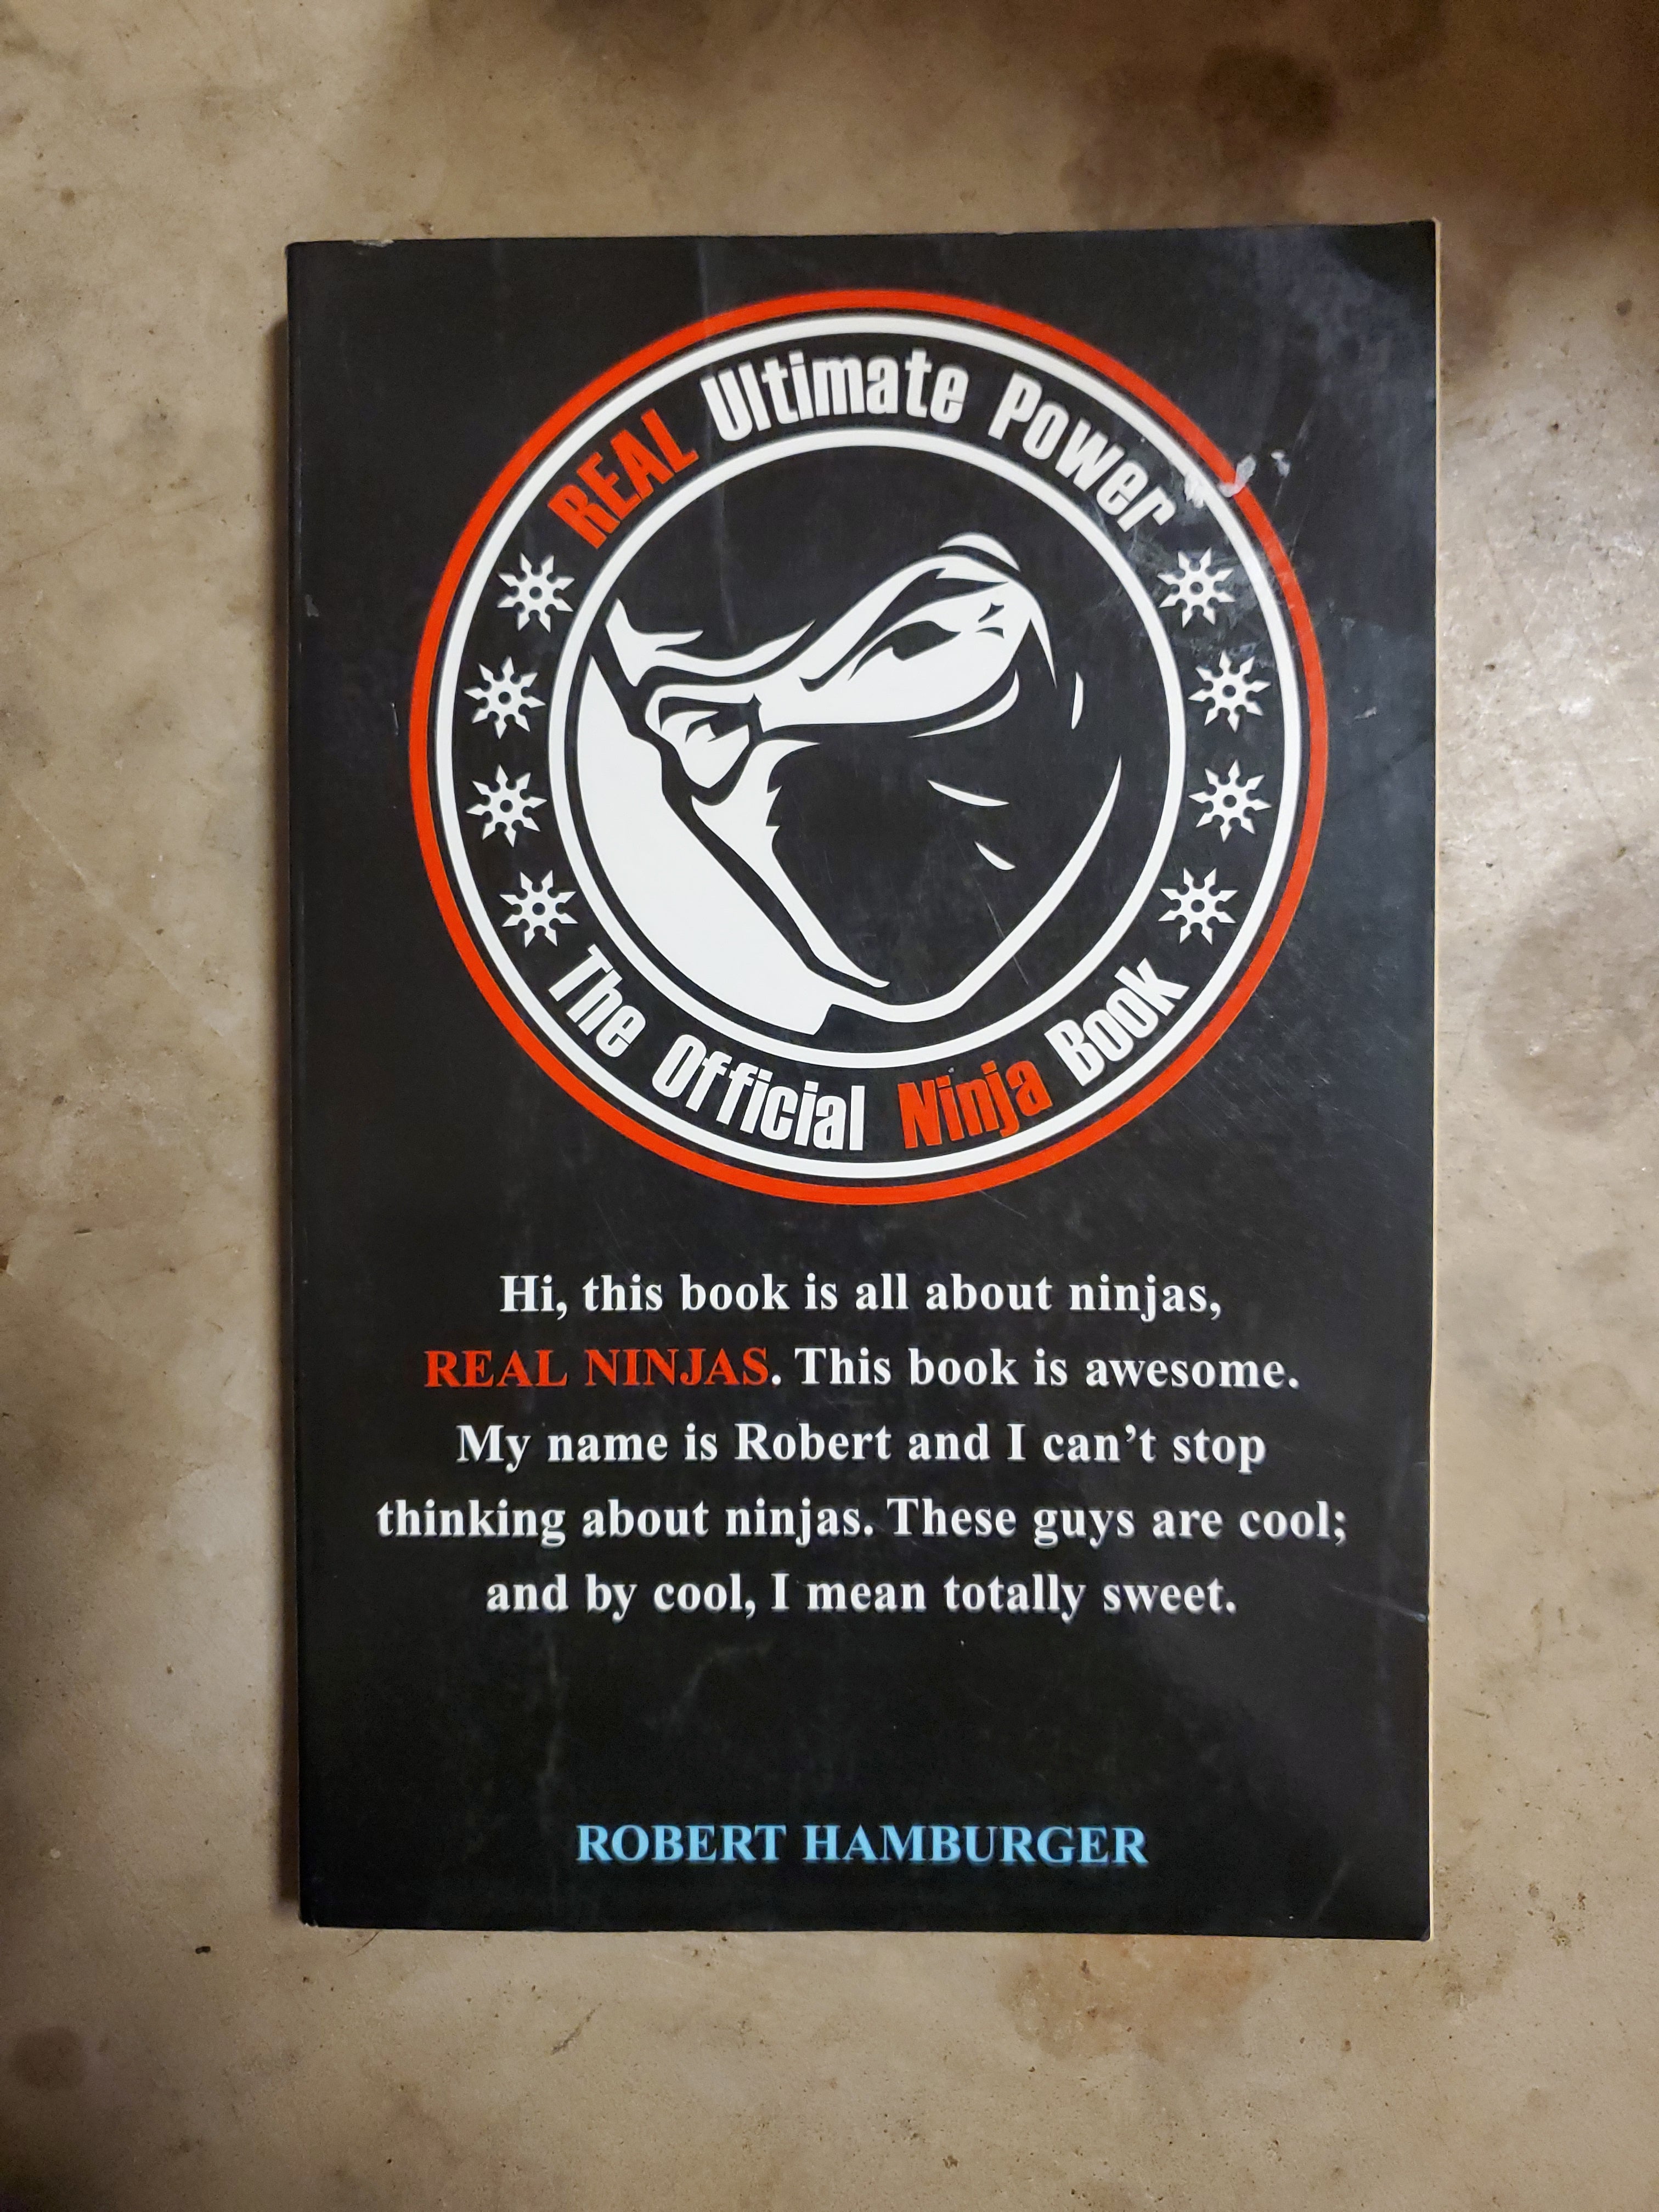 REAL Ultimate Power
The Official Ninja Book
Hi, this book is all about ninjas,
REAL NINJAS. This book is awesome.
My name is Robert and I can’t stop
thinking about ninjas. These guys are cool;
and by cool, I mean totally sweet.
ROBERT HAMBURGER